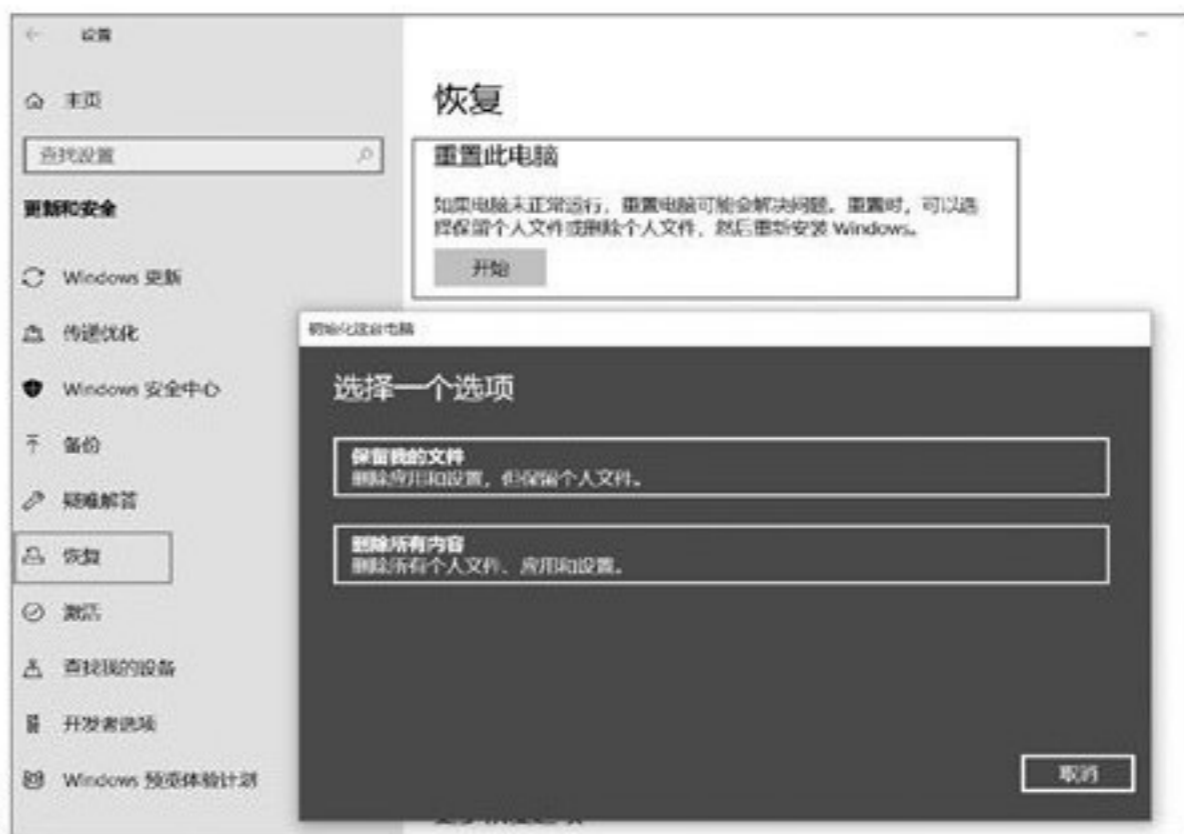 设置
主页
查找设置
更新和安全
Windows 更新
传递优化
Windows 安全中心
备份
疑难解答
恢复
激活
查找我的设备
开发者选项
Windows 预览体验计划
恢复
重置此电脑
如果电脑未正常运行，重置电脑可能会解决问题。重置时，可以选
择保留个人文件或删除个人文件，然后重新安装 Windows。
开始
初始化这台电脑
选择一个选项
保留我的文件
删除应用和设置，但保留个人文件。
删除所有内容
删除所有个人文件、应用和设置。
取消